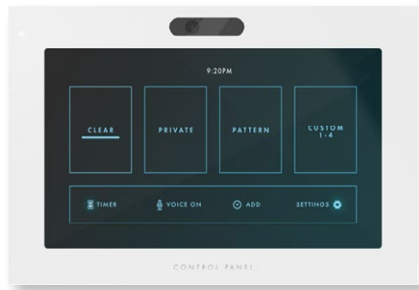 9:20PM
CLEAR
PRIVATE
PATTERN
CUSTOM
1-4
TIMER
VOICE ON
ADD
SETTINGS
CONTROL PANEL